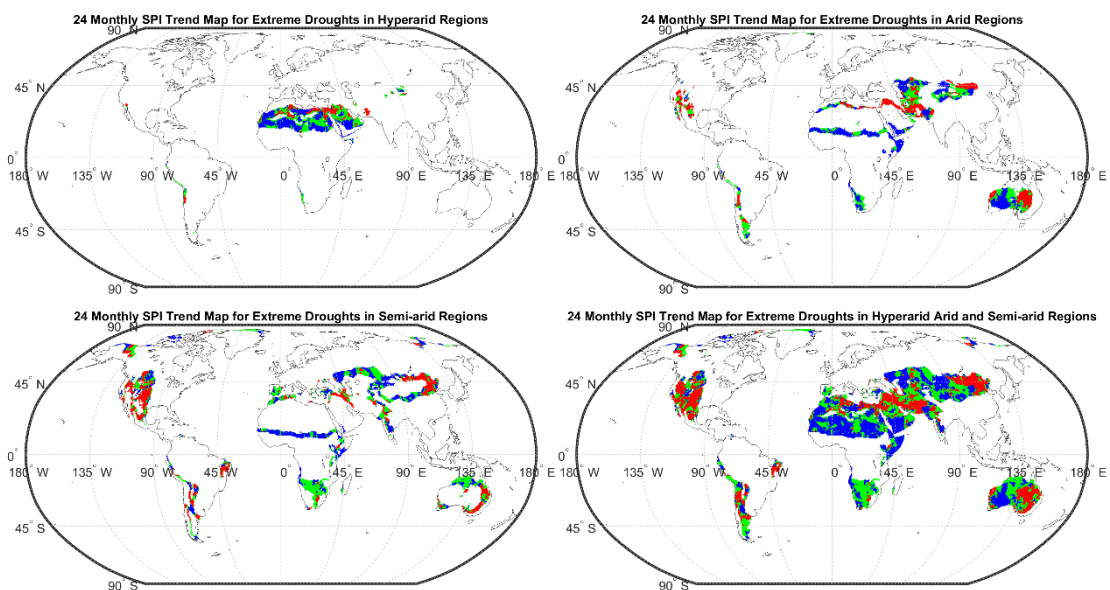 24 Monthly SPI Trend Map for Extreme Droughts in Hyperarid Regions
90° N
45° N
0°
180° W 135° W 90° W 45° W 0° 45° E 90° E 135° E 180° E
45° S
90° S
24 Monthly SPI Trend Map for Extreme Droughts in Arid Regions
90° N
45° N
0°
180° W 135° W 90° W 45° W 0° 45° E 90° E 135° E 180° E
45° S
90° S
24 Monthly SPI Trend Map for Extreme Droughts in Semi-arid Regions
90° N
45° N
0°
180° W 135° W 90° W 45° W 0° 45° E 90° E 135° E 180° E
45° S
90° S
24 Monthly SPI Trend Map for Extreme Droughts in Hyperarid Arid and Semi-arid Regions
90° N
45° N
0°
180° W 135° W 90° W 45° W 0° 45° E 90° E 135° E 180° E
45° S
90° S